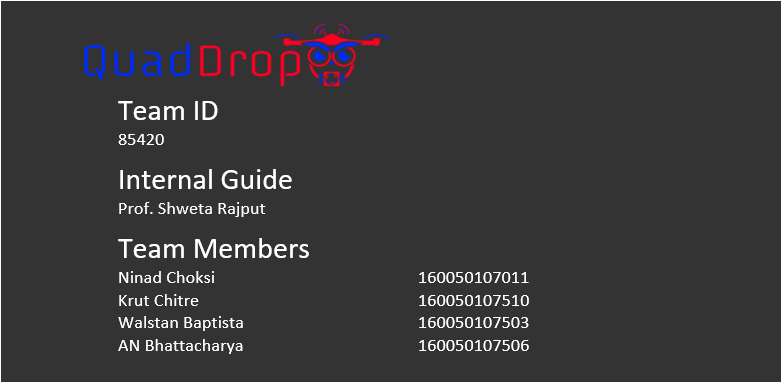 QuadDrop
Team ID
85420
Internal Guide
Prof. Shweta Rajput
Team Members
Ninad Choksi 160050107011
Krut Chitre 160050107510
Walstan Baptista 160050107503
AN Bhattacharya 160050107506